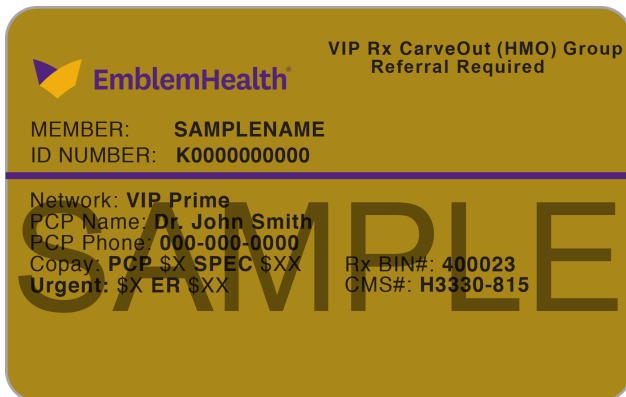 VIP Rx CarveOut (HMO) Group
Referral Required
EmblemHealth®
MEMBER: SAMPLENAME
ID NUMBER: K0000000000
Network: VIP Prime
PCP Name: Dr. John Smith
PCP Phone: 000-000-0000
Copay: PCP $X SPEC $XX Rx BIN#: 400023
Urgent: $X ER $XX CMS#: H3330-815
SAMPLE